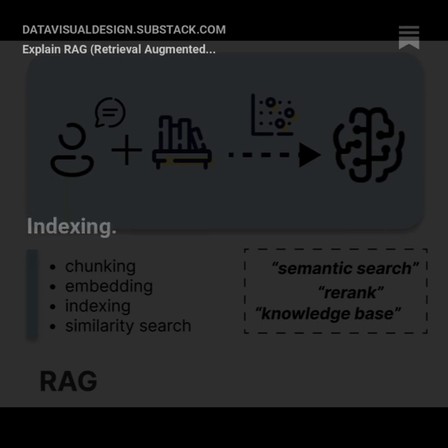 DATAVISUALDESIGN.SUBSTACK.COM
Explain RAG (Retrieval Augmented...
Indexing.
• chunking
• embedding
• indexing
• similarity search
"semantic search"
"rerank"
"knowledge base"
RAG